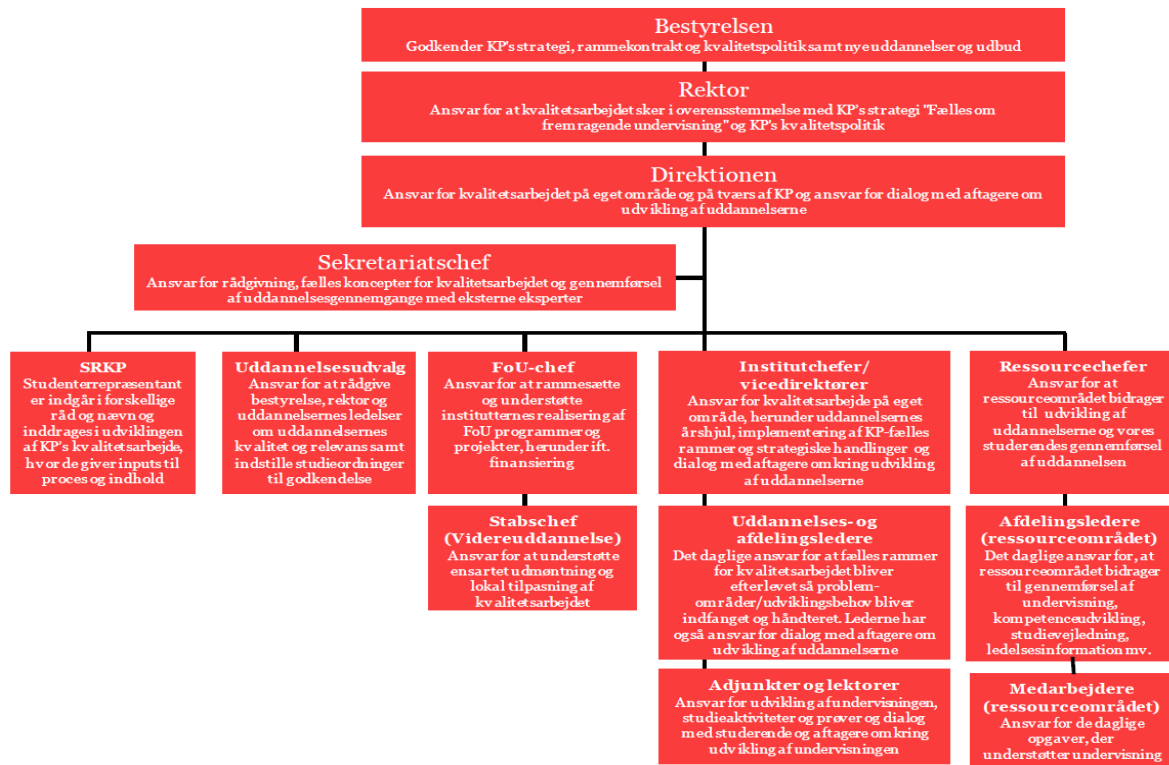 Bestyrelsen
Godkender KP's strategi, rammekontrakt og kvalitetspolitik samt nye uddannelser og udbud
Rektor
Ansvar for at kvalitetsarbejdet sker i overensstemmelse med KP's strategi "Fælles om
fremragende undervisning" og KP's kvalitetspolitik
Direktionen
Ansvar for kvalitetsarbejdet på eget område og på tværs af KP og ansvar for dialog med aftagere om
udvikling af uddannelserne
Sekretariatschef
Ansvar for rådgivning, fælles koncepter for kvalitetsarbejdet og gennemførsel
af uddannelsesgennemgange med eksterne eksperter
SRKP
Studenterrepræsentant
er indgår i forskellige
råd og nævn og
inddrages i udviklingen
af KP's kvalitetsarbejde,
hvor de giver inputs til
proces og indhold
Uddannelsesudvalg
Ansvar for at rådgive
bestyrelse, rektor og
uddannelsernes ledelser
om uddannelsernes
kvalitet og relevans samt
indstille studieordninger
til godkendelse
FoU-chef
Ansvar for at rammesætte
og understøtte
institutternes realisering af
FoU programmer og
projekter, herunder ift.
finansiering
Stabschef
(Videreuddannelse)
Ansvar for at understøtte
ensartet udmøntning og
lokal tilpasning af
kvalitetsarbejdet
Institutchefer/
vicedirektører
Ansvar for kvalitetsarbejde på eget
område, herunder uddannelsernes
årshjul, implementering af KP-fælles
rammer og strategiske handlinger og
dialog med aftagere omkring udvikling
af uddannelserne
Uddannelses- og
afdelingsledere
Det daglige ansvar for at fælles rammer
for kvalitetsarbejdet bliver
efterlevet så problem-
områder/udviklingsbehov bliver
indfanget og håndteret. Lederne har
også ansvar for dialog med aftagere om
udvikling af uddannelserne
Adjunkter og lektorer
Ansvar for udvikling af undervisningen,
studieaktiviteter og prøver og dialog
med studerende og aftagere omkring
udvikling af undervisningen
Ressourcechefer
Ansvar for at
ressourceområdet bidrager
til udvikling af
uddannelserne og vores
studerendes gennemførsel
af uddannelsen
Afdelingsledere
(ressourceområdet)
Det daglige ansvar for, at
ressourceområdet bidrager
til gennemførsel af
undervisning,
kompetenceudvikling,
studievejledning,
ledelsesinformation mv.
Medarbejdere
(ressourceområdet)
Ansvar for de daglige
opgaver, der
understøtter undervisning